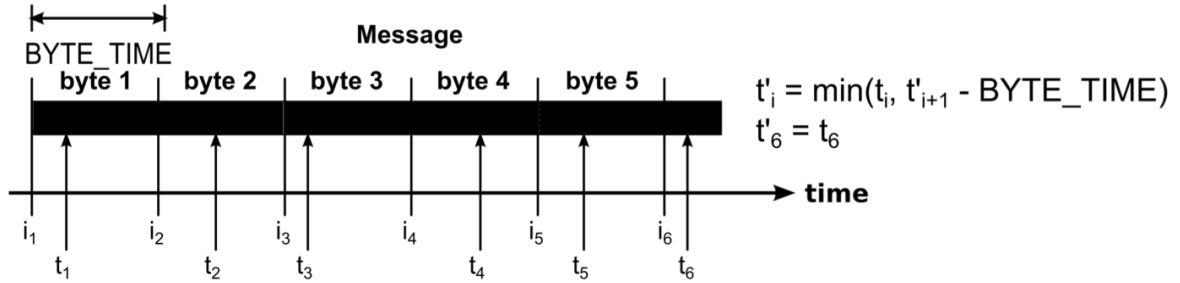 Message
BYTE_TIME
byte 1 byte 2 byte 3 byte 4 byte 5
t'i = min(ti, t'i+1 - BYTE_TIME)
t'6 = t6
time
i1 i2 i3 i4 i5 i6
t1 t2 t3 t4 t5 t6